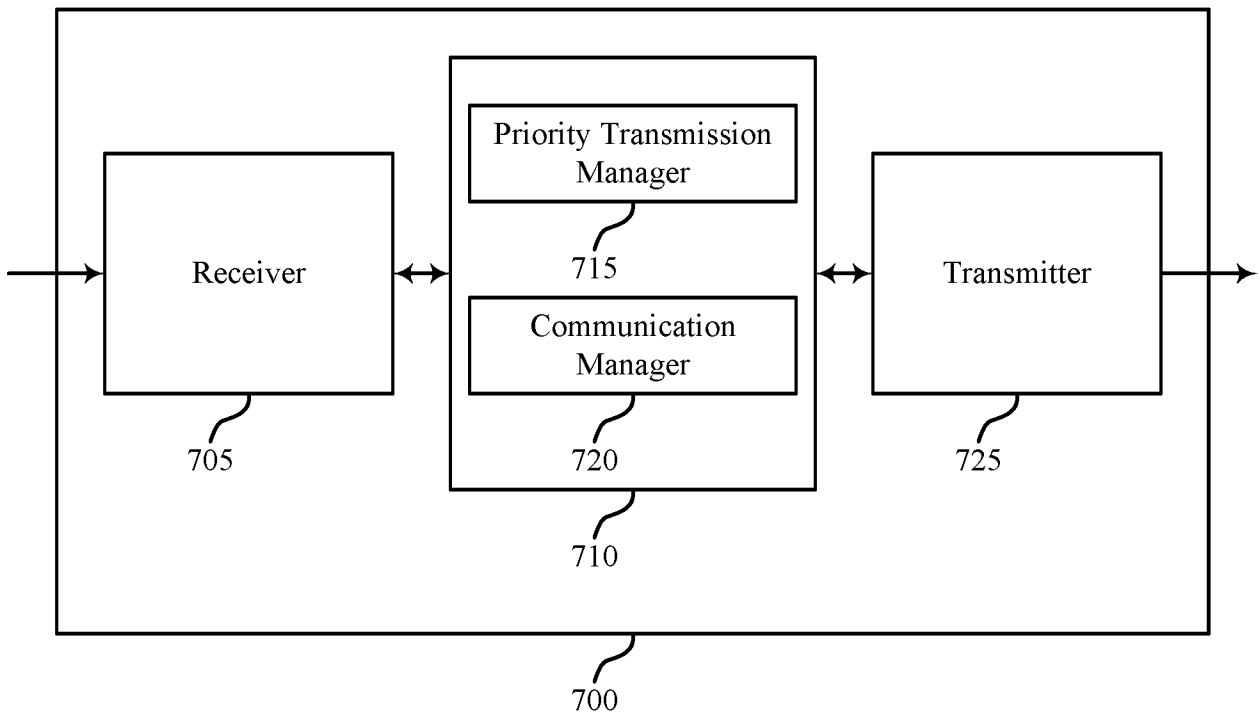 Priority Transmission
Manager
715
Receiver
705
Communication
Manager
720
710
Transmitter
725
700